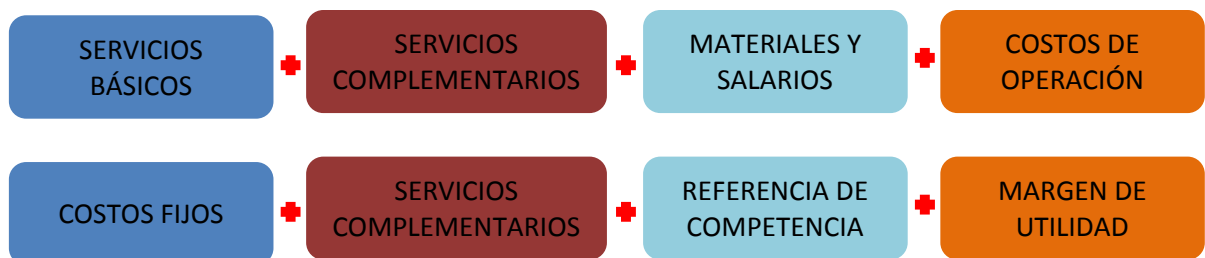 SERVICIOS
BÁSICOS
SERVICIOS
COMPLEMENTARIOS
MATERIALES Y
SALARIOS
COSTOS DE
OPERACIÓN
COSTOS FIJOS
SERVICIOS
COMPLEMENTARIOS
REFERENCIA DE
COMPETENCIA
MARGEN DE
UTILIDAD